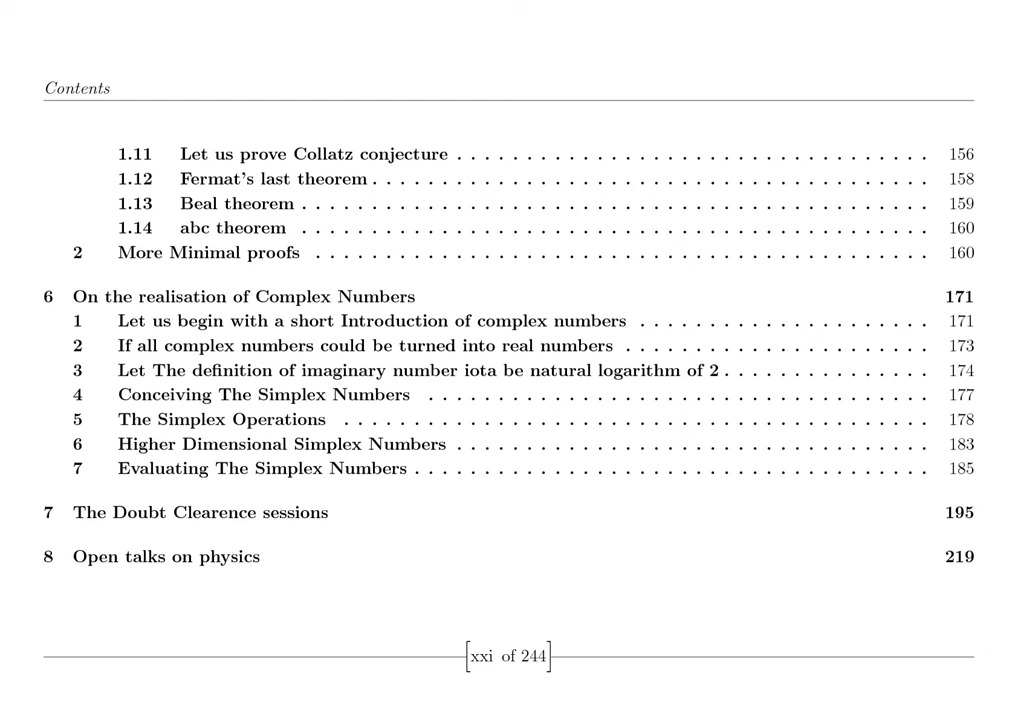 Contents
1.11 Let us prove Collatz conjecture . . . . . . . . . . . . . . . . . . . . . . . . . . . . . . . . . . 156
1.12 Fermat's last theorem . . . . . . . . . . . . . . . . . . . . . . . . . . . . . . . . . . . . . . . . 158
1.13 Beal theorem . . . . . . . . . . . . . . . . . . . . . . . . . . . . . . . . . . . . . . . . . . . . . 159
1.14 abc theorem . . . . . . . . . . . . . . . . . . . . . . . . . . . . . . . . . . . . . . . . . . . . . 160
2 More Minimal proofs . . . . . . . . . . . . . . . . . . . . . . . . . . . . . . . . . . . . . . . . . . . . 160
6 On the realisation of Complex Numbers 171
1 Let us begin with a short Introduction of complex numbers . . . . . . . . . . . . . . . . . . . . . 171
2 If all complex numbers could be turned into real numbers . . . . . . . . . . . . . . . . . . . . . . 173
3 Let The definition of imaginary number iota be natural logarithm of 2 . . . . . . . . . . . . . . . 174
4 Conceiving The Simplex Numbers . . . . . . . . . . . . . . . . . . . . . . . . . . . . . . . . . . . . 177
5 The Simplex Operations . . . . . . . . . . . . . . . . . . . . . . . . . . . . . . . . . . . . . . . . . . 178
6 Higher Dimensional Simplex Numbers . . . . . . . . . . . . . . . . . . . . . . . . . . . . . . . . . . 183
7 Evaluating The Simplex Numbers . . . . . . . . . . . . . . . . . . . . . . . . . . . . . . . . . . . . . 185
7 The Doubt Clearence sessions 195
8 Open talks on physics 219
[xxi of 244]